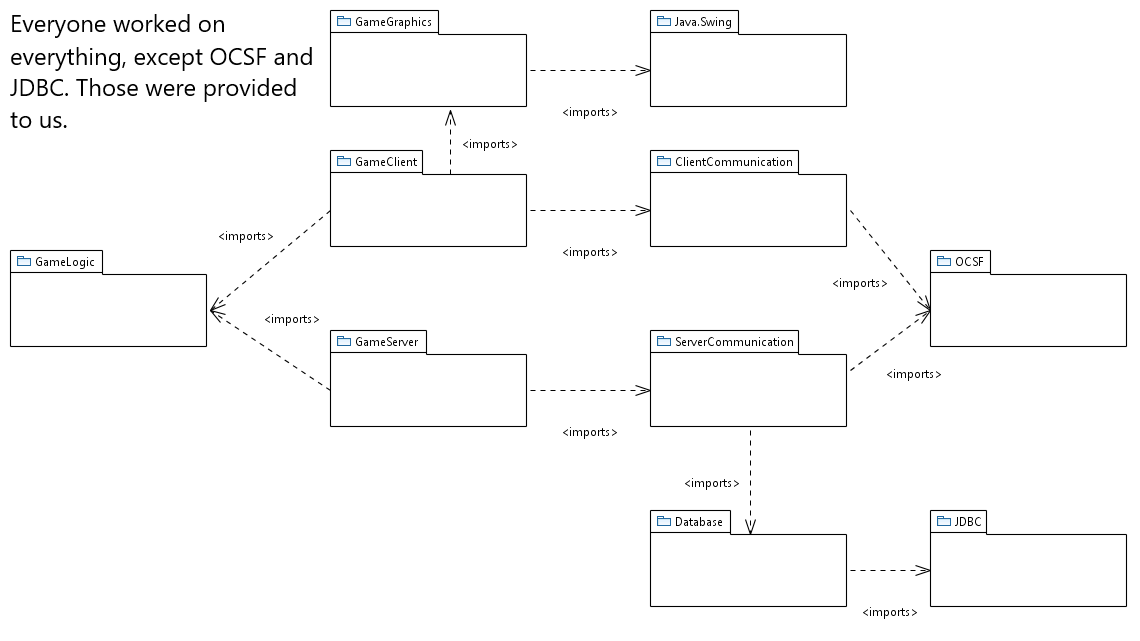 Everyone worked on
everything, except OCSF and
JDBC. Those were provided
to us.
GameGraphics
Java.Swing
<imports>
<imports>
GameClient
ClientCommunication
<imports>
<imports>
<imports>
GameLogic
OCSF
<imports>
GameServer
ServerCommunication
<imports>
<imports>
<imports>
Database
JDBC
<imports>